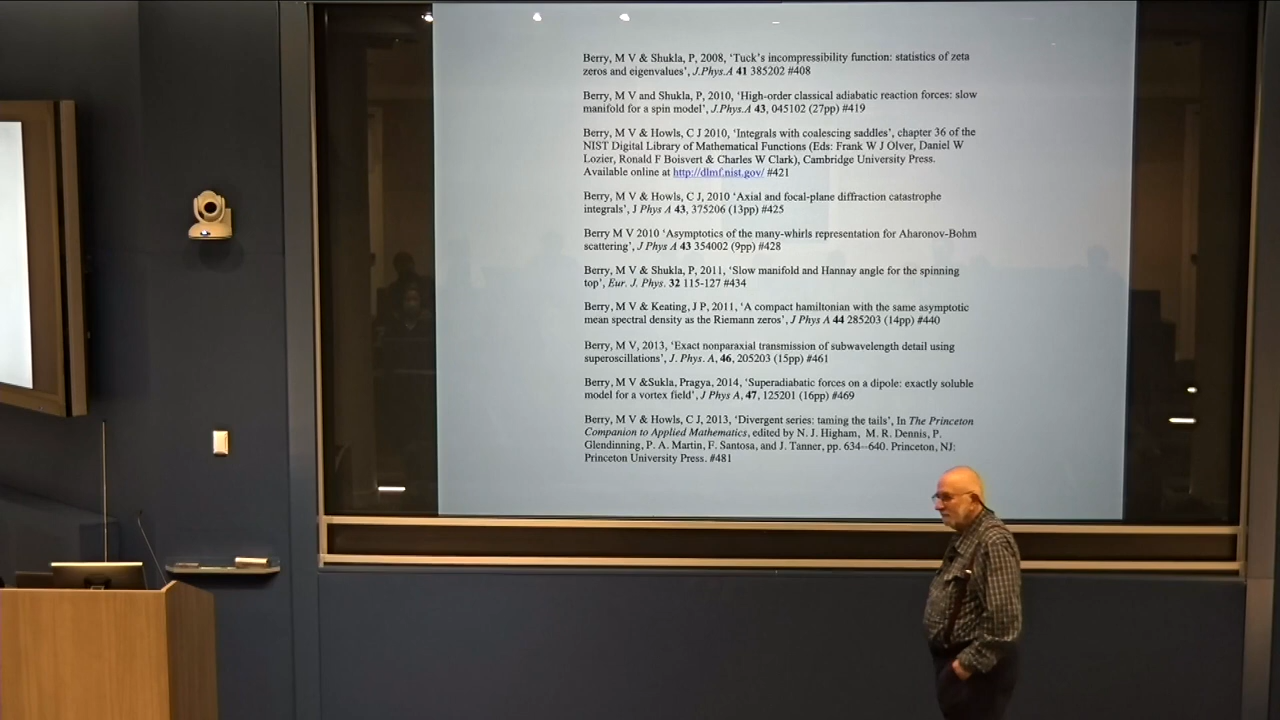 Berry, M V & Shukla, P, 2008, ‘Tuck’s incompressibility function: statistics of zeta
zeros and eigenvalues’, J.Phys.A 41 385202 #408
Berry, M V and Shukla, P, 2010, ‘High-order classical adiabatic reaction forces: slow
manifold for a spin model’, J.Phys.A 43, 045102 (27pp) #419
Berry, M V & Howls, C J 2010, ‘Integrals with coalescing saddles’, chapter 36 of the
NIST Digital Library of Mathematical Functions (Eds: Frank W J Olver, Daniel W
Lozier, Ronald F Boisvert & Charles W Clark), Cambridge University Press.
Available online at http://dlmf.nist.gov/ #421
Berry, M V & Howls, C J, 2010 ‘Axial and focal-plane diffraction catastrophe
integrals’, J Phys A 43, 375206 (13pp) #425
Berry M V 2010 ‘Asymptotics of the many-whirls representation for Aharonov-Bohm
scattering’, J Phys A 43 354002 (9pp) #428
Berry, M V & Shukla, P, 2011, ‘Slow manifold and Hannay angle for the spinning
top’, Eur. J. Phys. 32 115-127 #434
Berry, M V & Keating, J P, 2011, ‘A compact hamiltonian with the same asymptotic
mean spectral density as the Riemann zeros’, J Phys A 44 285203 (14pp) #440
Berry, M V, 2013, ‘Exact nonparaxial transmission of subwavelength detail using
superoscillations’, J. Phys. A, 46, 205203 (15pp) #461
Berry, M V &Sukla, Pragya, 2014, ‘Superadiabatic forces on a dipole: exactly soluble
model for a vortex field’, J Phys A, 47, 125201 (16pp) #469
Berry, M V & Howls, C J, 2013, ‘Divergent series: taming the tails’, In The Princeton
Companion to Applied Mathematics, edited by N. J. Higham, M. R. Dennis, P.
Glendinning, P. A. Martin, F. Santosa, and J. Tanner, pp. 634--640. Princeton, NJ:
Princeton University Press. #481